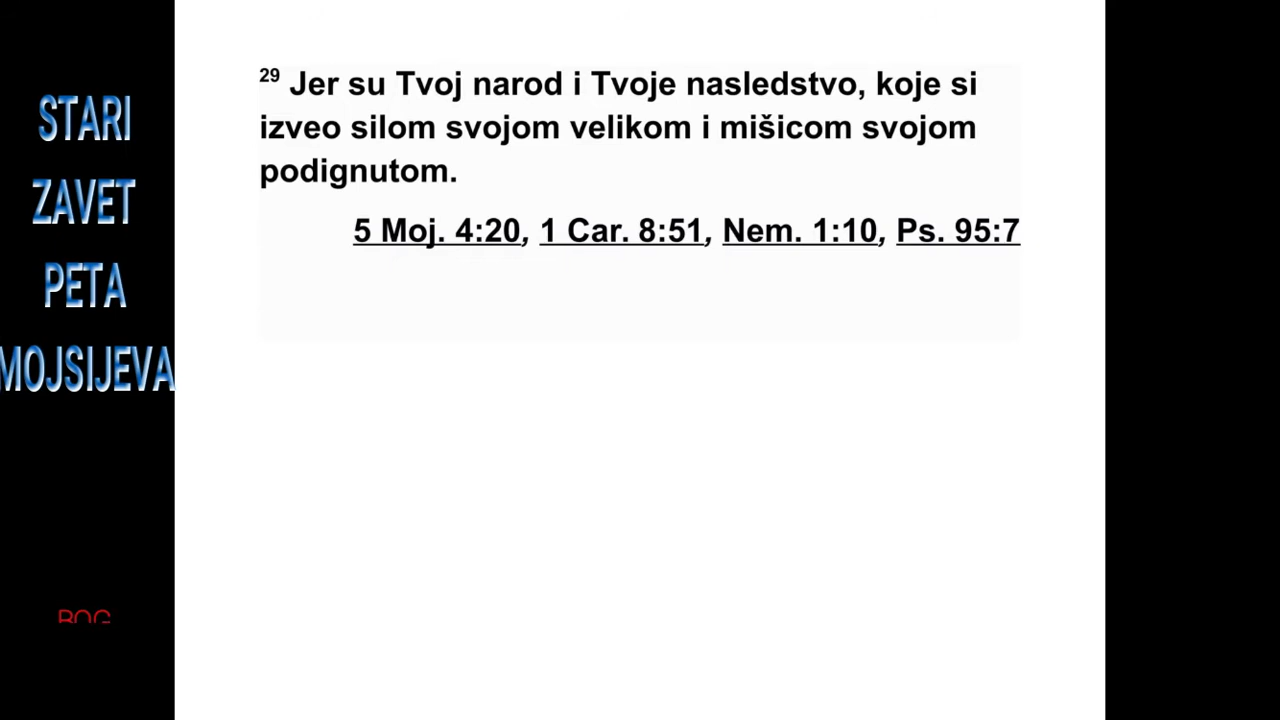 STARI
ZAVET
PETA
MOJSIJEVA
BOG
29 Jer su Tvoj narod i Tvoje nasledstvo, koje si
izveo silom svojom velikom i mišicom svojom
podignutom.
5 Moj. 4:20, 1 Car. 8:51, Nem. 1:10, Ps. 95:7